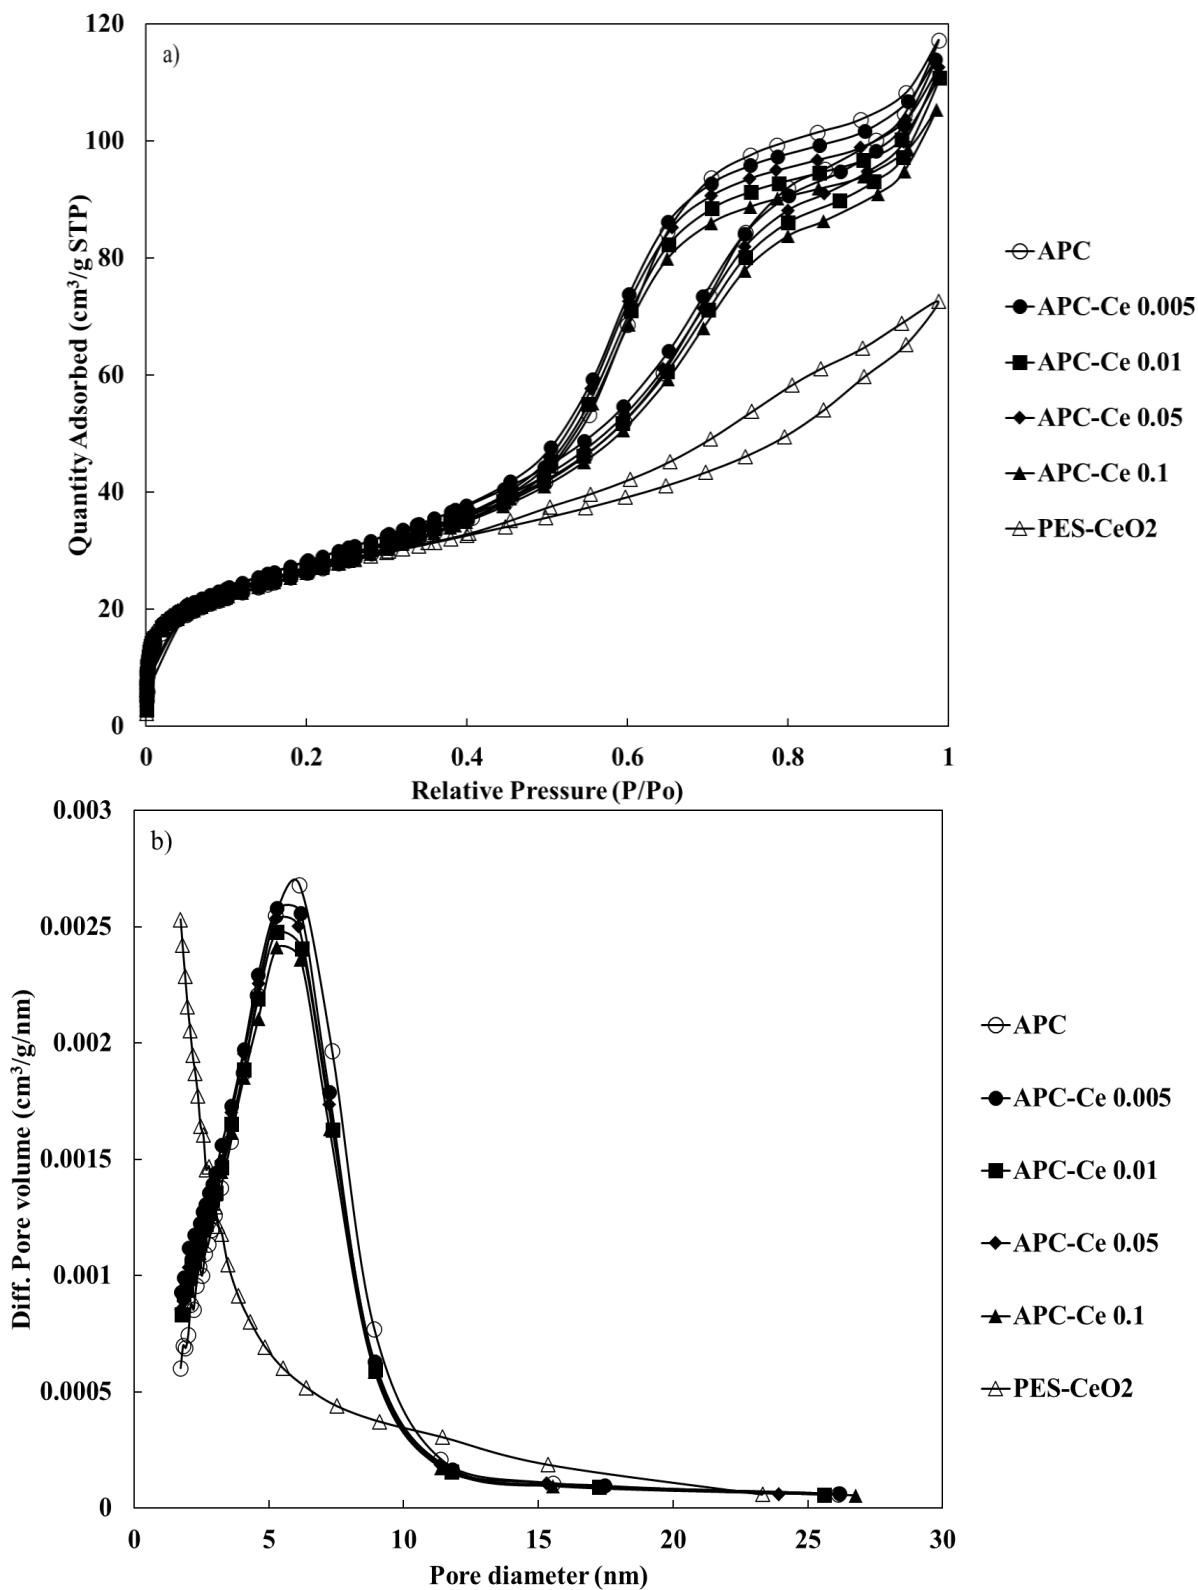 120
100
80
60
40
20
0
a)
Quantity Adsorbed (cm³/g STP)
0 0.2 0.4 0.6 0.8 1
Relative Pressure (P/Po)
APC
APC-Ce 0.005
APC-Ce 0.01
APC-Ce 0.05
APC-Ce 0.1
PES-CeO2
0.003
0.0025
0.002
0.0015
0.001
0.0005
0
b)
Diff. Pore volume (cm³/g/nm)
0 5 10 15 20 25 30
Pore diameter (nm)
APC
APC-Ce 0.005
APC-Ce 0.01
APC-Ce 0.05
APC-Ce 0.1
PES-CeO2